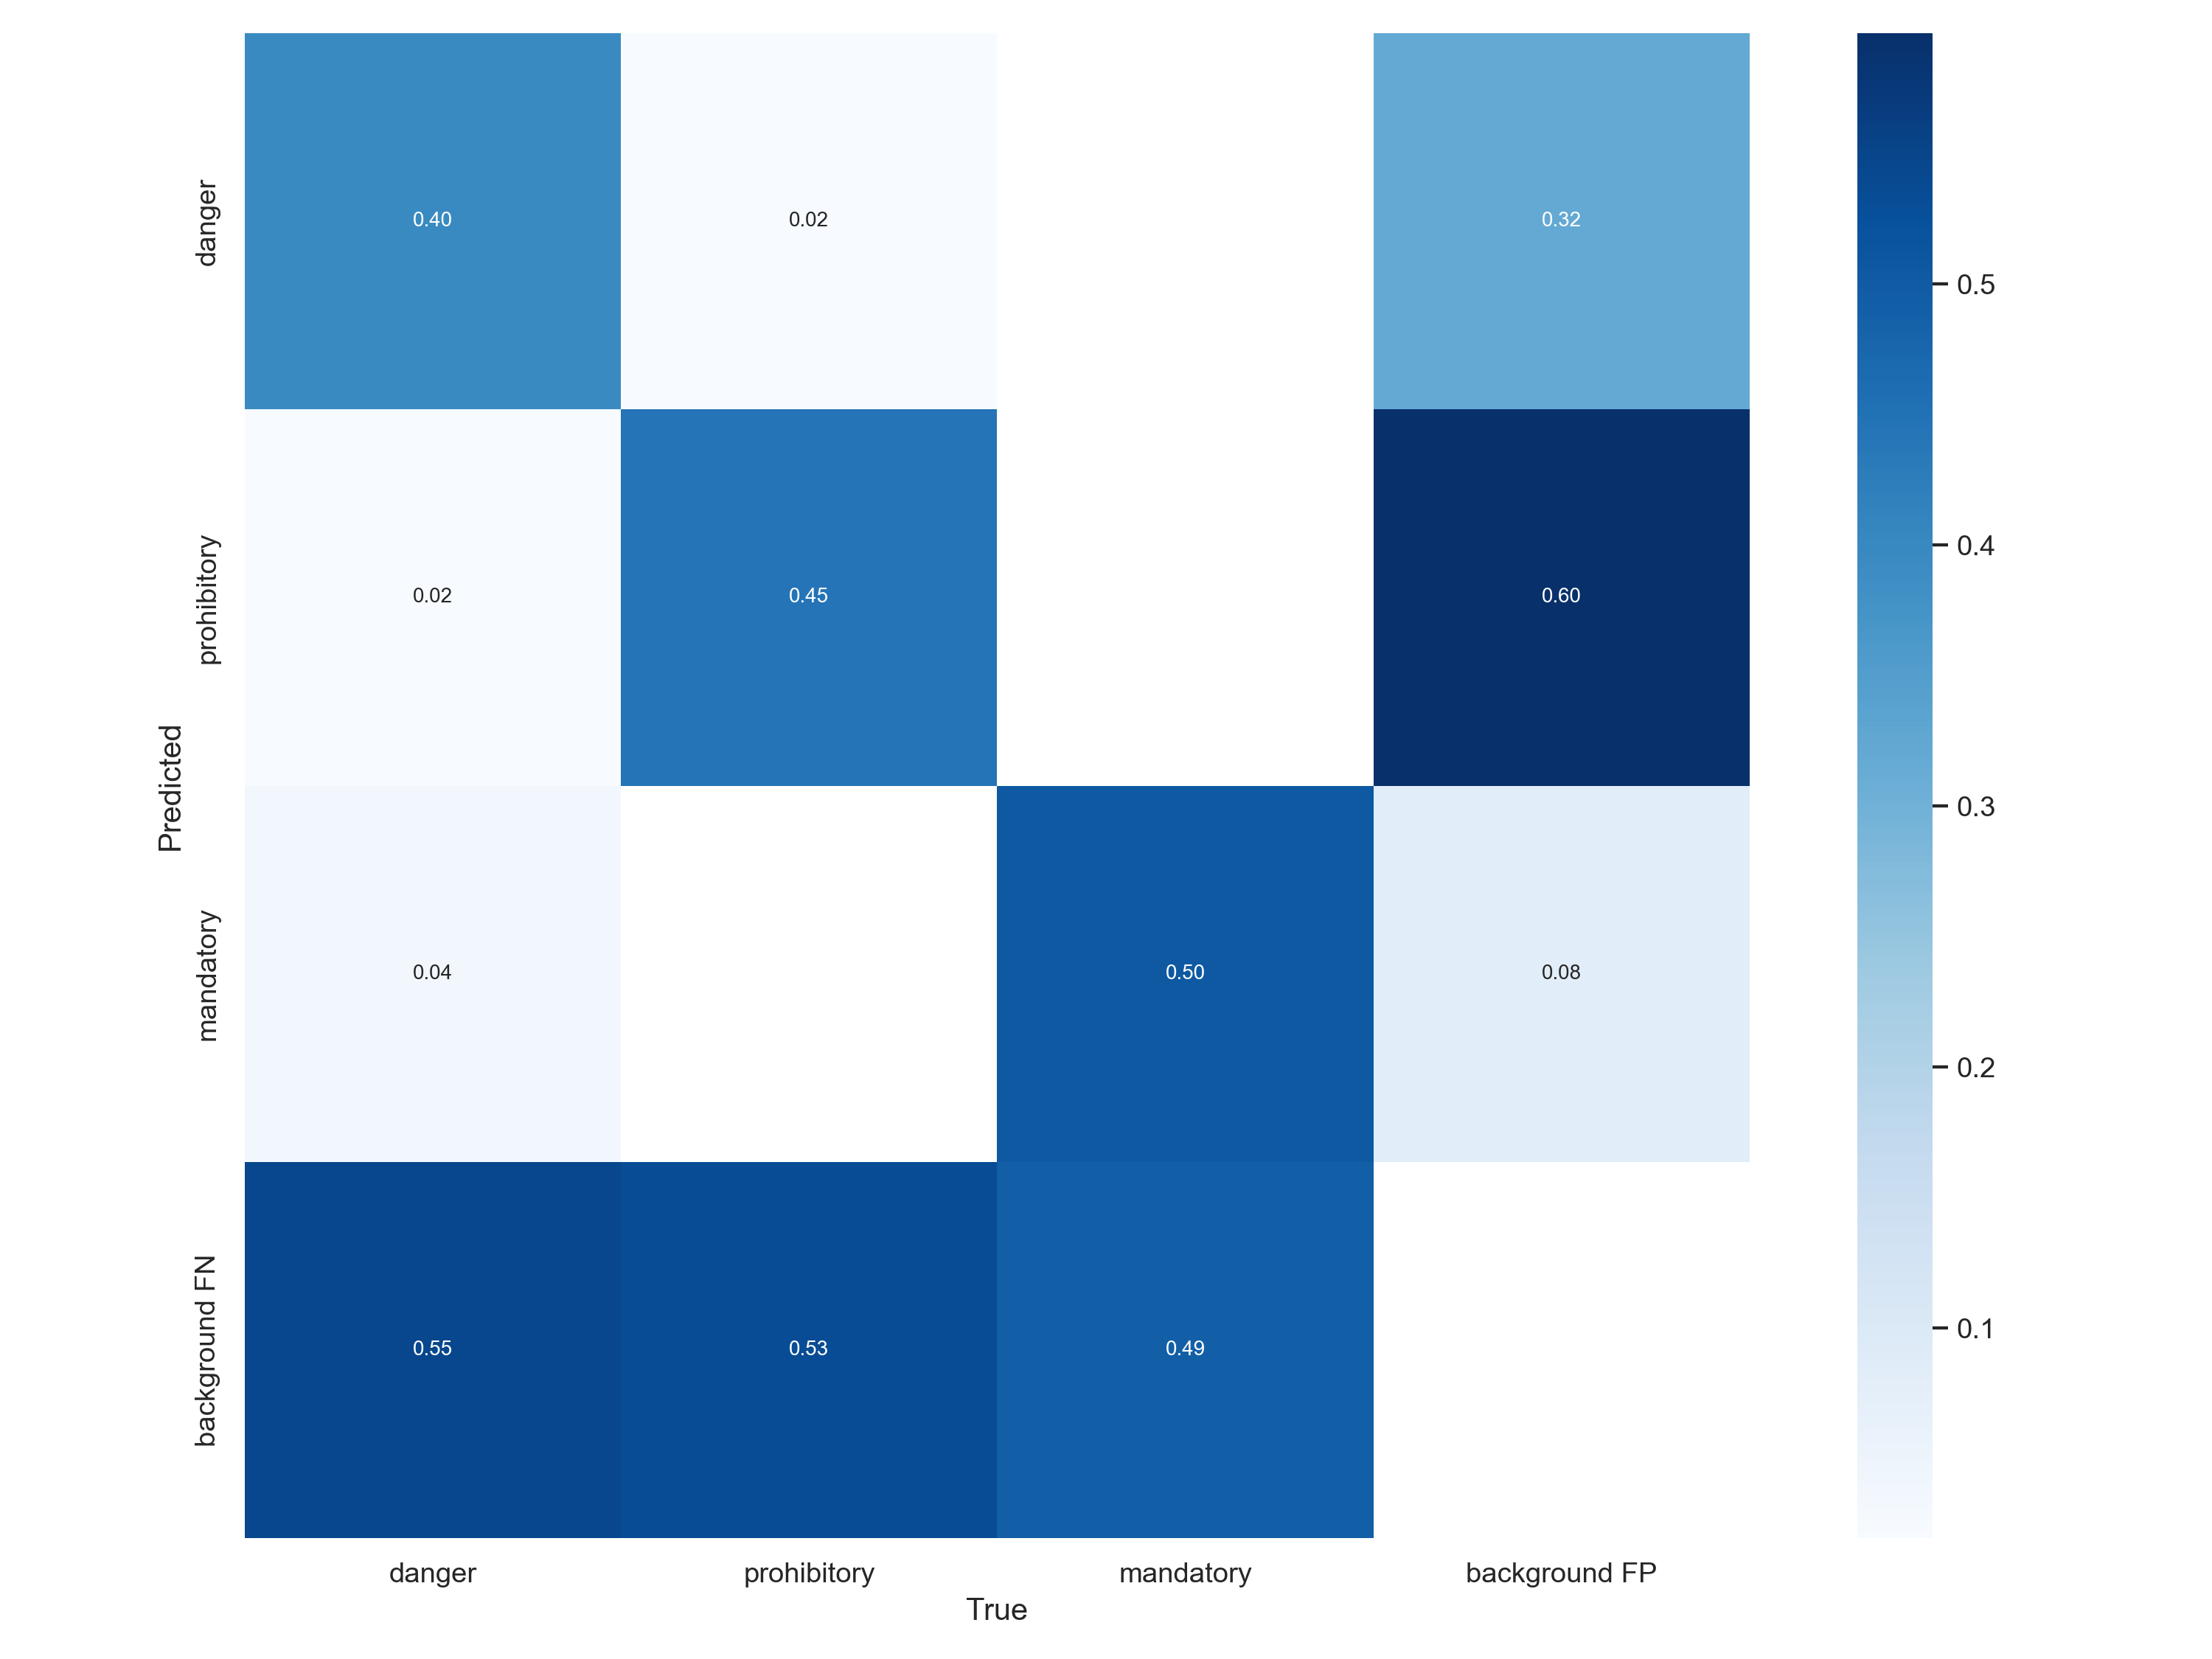 danger
0.40
0.02
0.32
prohibitory
0.02
0.45
0.60
mandatory
0.04
0.50
0.08
background FN
0.55
0.53
0.49
Predicted
danger
prohibitory
mandatory
background FP
True
0.5
0.4
0.3
0.2
0.1